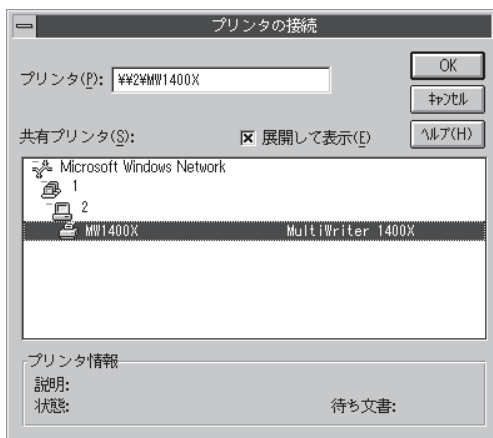 プリンタの接続
プリンタ(P): ¥¥2¥MW1400X
OK
ｷｬﾝｾﾙ
共有プリンタ(S):
展開して表示(E)
ﾍﾙﾌﾟ(H)
Microsoft Windows Network
1
2
MW1400X MultiWriter 1400X
プリンタ情報
説明:
状態: 待ち文書: